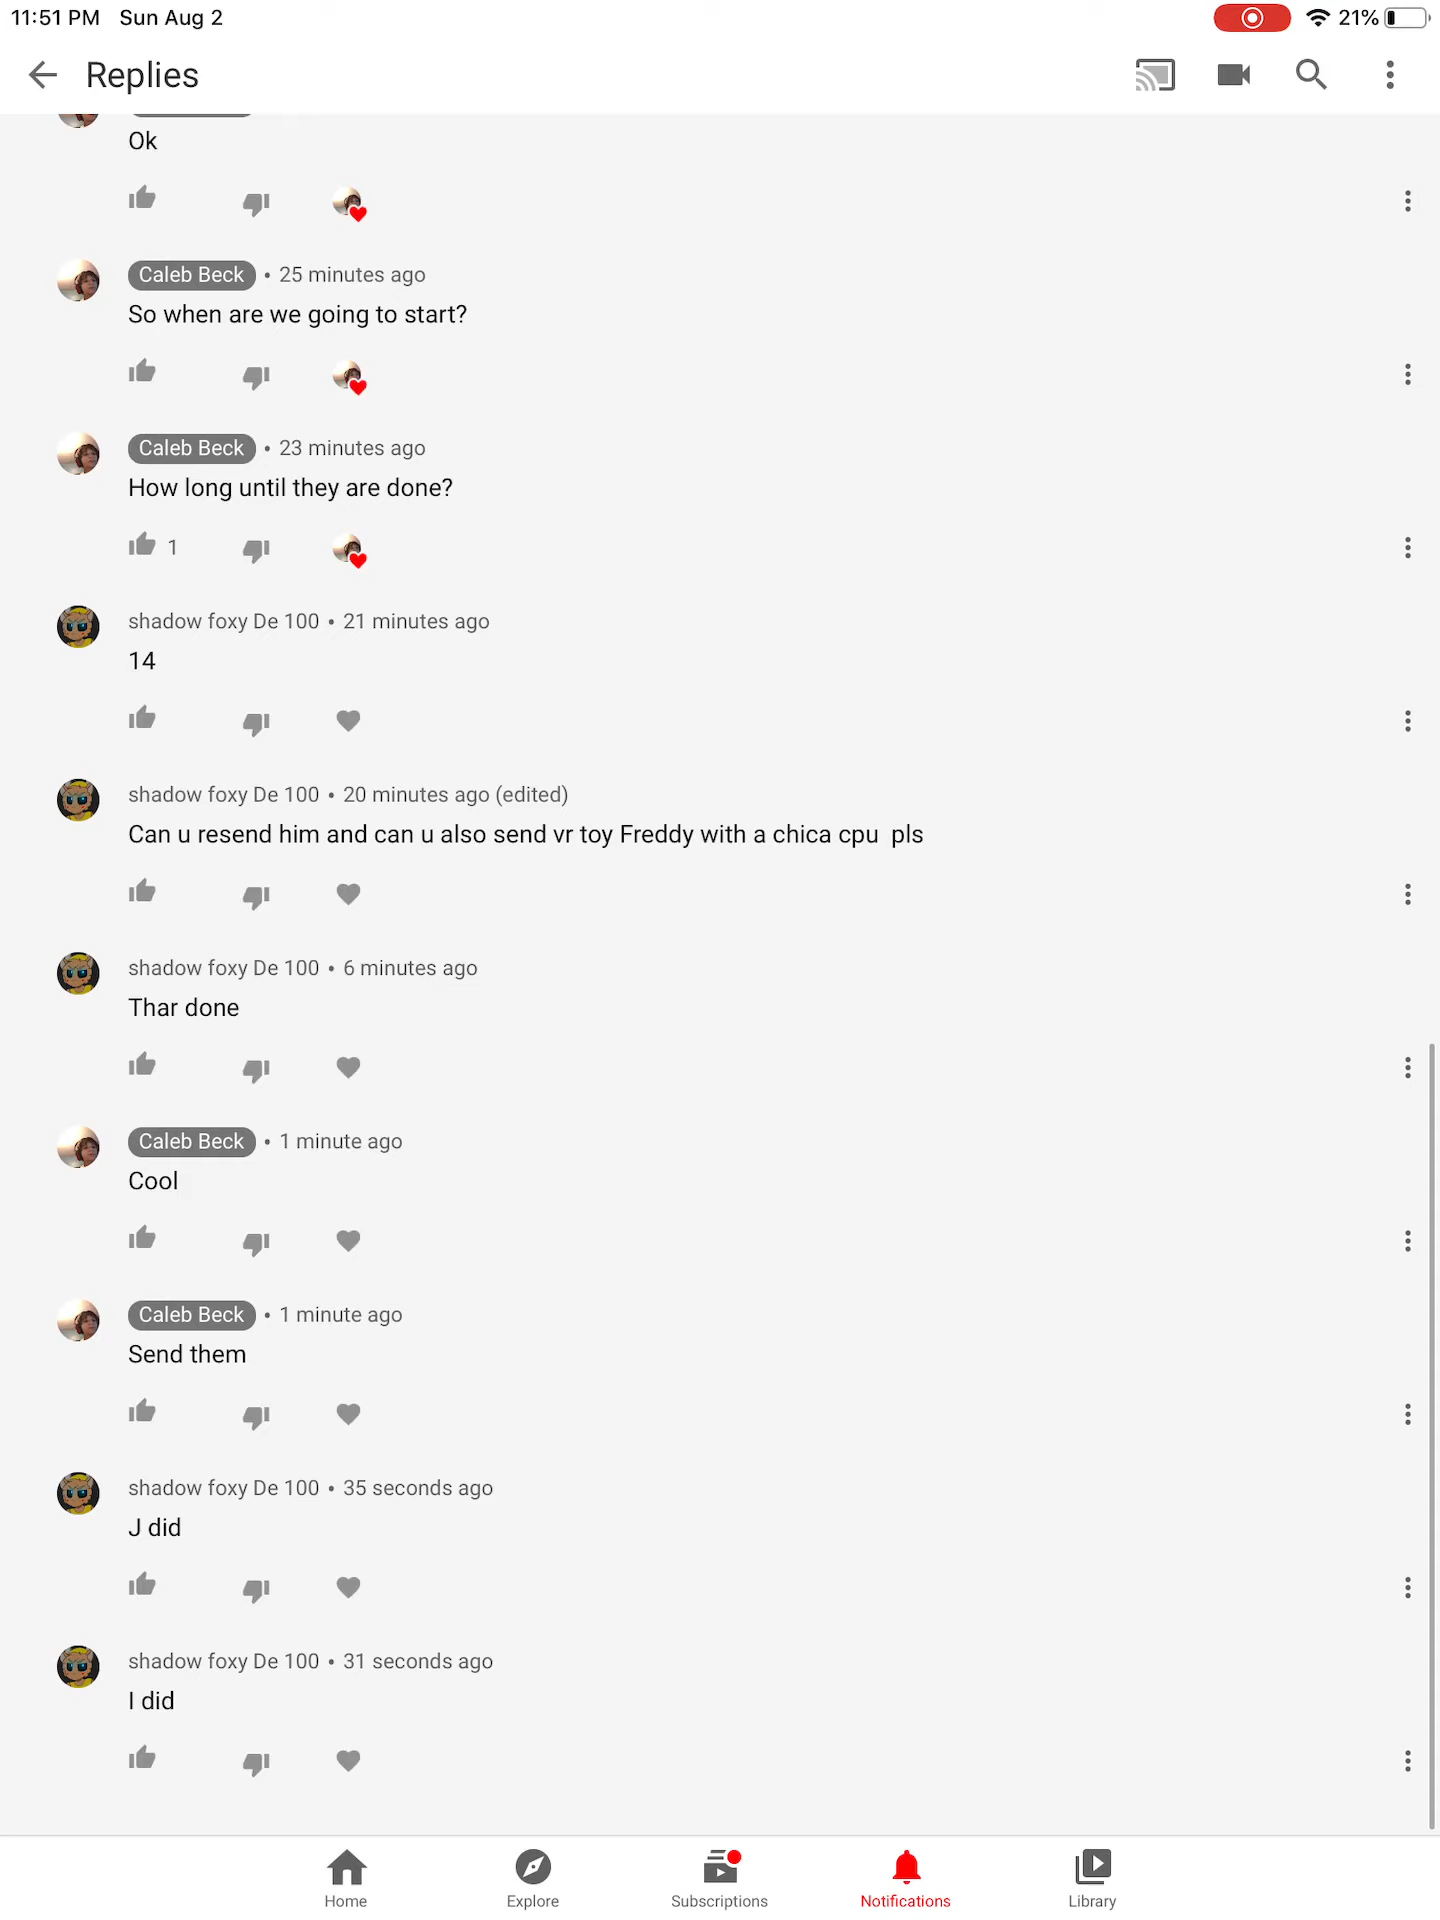 11:51 PM Sun Aug 2
21%
Replies
Ok
Caleb Beck • 25 minutes ago
So when are we going to start?
Caleb Beck • 23 minutes ago
How long until they are done?
1
shadow foxy De 100 • 21 minutes ago
14
shadow foxy De 100 • 20 minutes ago (edited)
Can u resend him and can u also send vr toy Freddy with a chica cpu  pls
shadow foxy De 100 • 6 minutes ago
Thar done
Caleb Beck • 1 minute ago
Cool
Caleb Beck • 1 minute ago
Send them
shadow foxy De 100 • 35 seconds ago
J did
shadow foxy De 100 • 31 seconds ago
I did
Home Explore Subscriptions Notifications Library